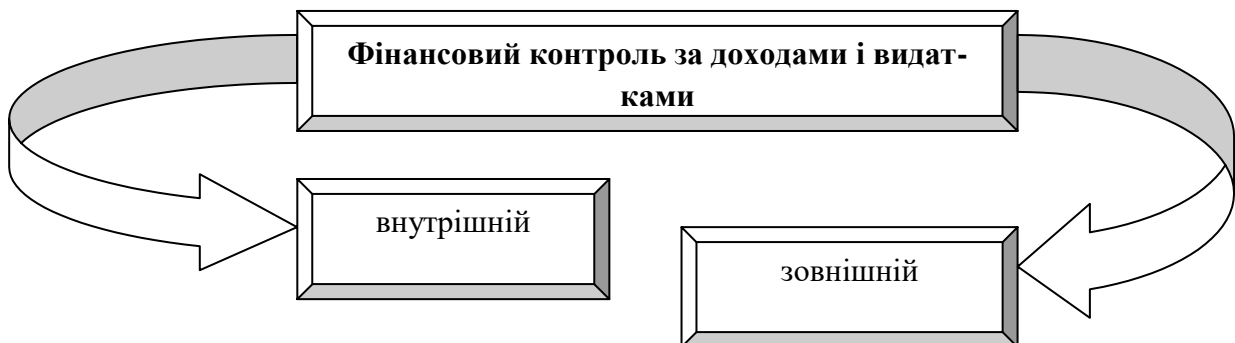 Фінансовий контроль за доходами і видат-
ками
внутрішній
зовнішній